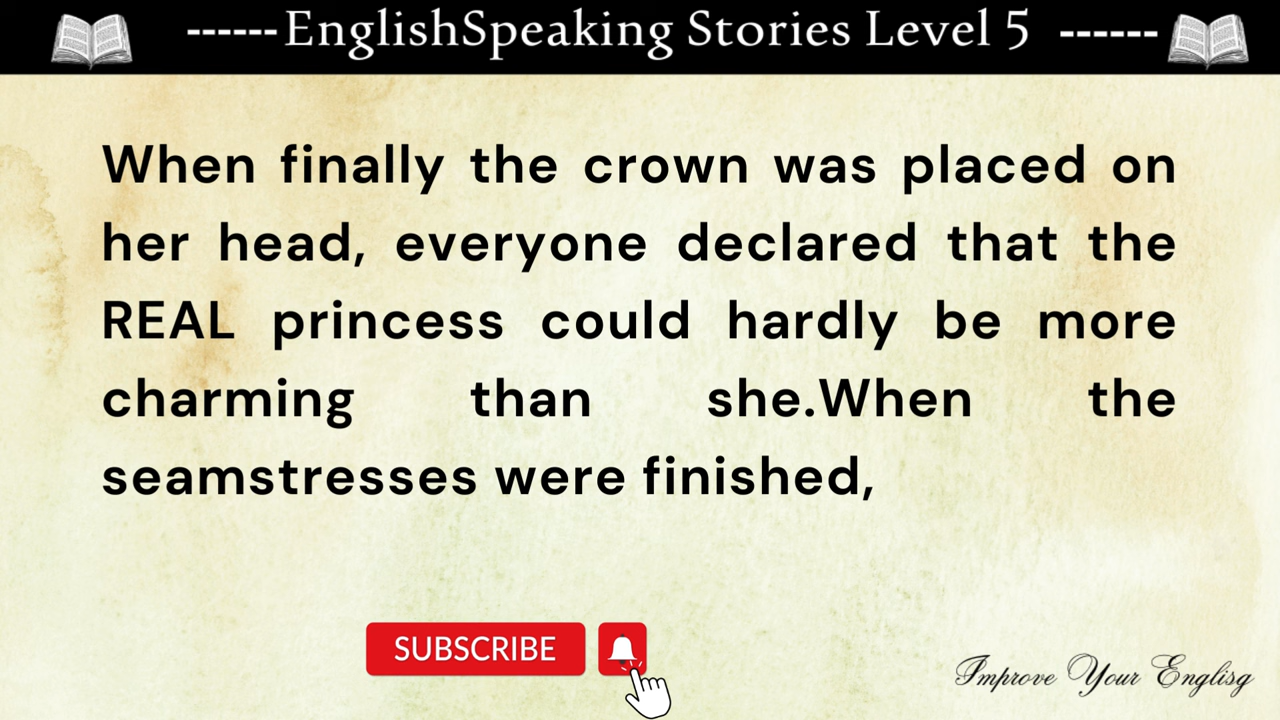 ------EnglishSpeaking Stories Level 5 ------
When finally the crown was placed on
her head, everyone declared that the
REAL princess could hardly be more
charming than she.When the
seamstresses were finished,
SUBSCRIBE
Improve Your Englisg